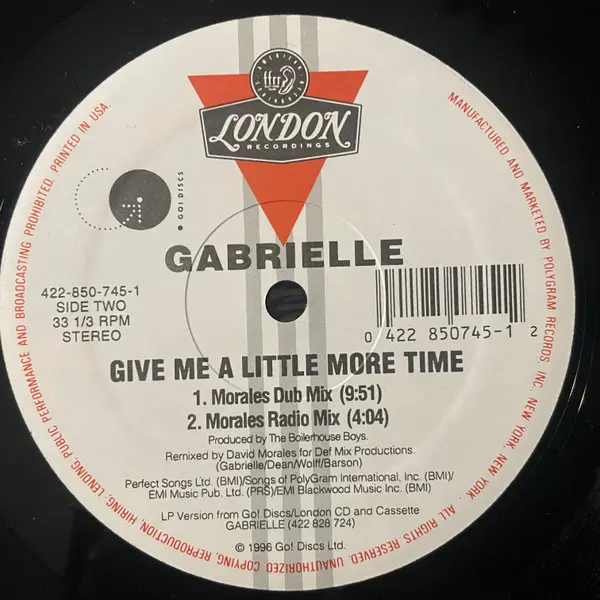 AMERICAN RECORDINGS
ffrr
LONDON
RECORDINGS
GO! DISCS
GABRIELLE
422-850-745-1
SIDE TWO
33 1/3 RPM
STEREO
0 422 850745-1 2
GIVE ME A LITTLE MORE TIME
1. Morales Dub Mix (9:51)
2. Morales Radio Mix (4:04)
Produced by The Boilerhouse Boys.
Remixed by David Morales for Def Mix Productions.
(Gabrielle/Dean/Wolff/Barson)
Perfect Songs Ltd. (BMI)/Songs of PolyGram International, Inc. (BMI)/
EMI Music Pub. Ltd. (PRS)/EMI Blackwood Music Inc. (BMI)
LP Version from Go! Discs/London CD and Cassette
GABRIELLE (422 828 724)
© 1996 Go! Discs Ltd.
MANUFACTURED AND MARKETED BY POLYGRAM RECORDS, INC. NEW YORK, NEW YORK . ALL RIGHTS RESERVED. UNAUTHORIZED COPYING, REPRODUCTION, HIRING, LENDING, PUBLIC PERFORMANCE AND BROADCASTING PROHIBITED. PRINTED IN USA.